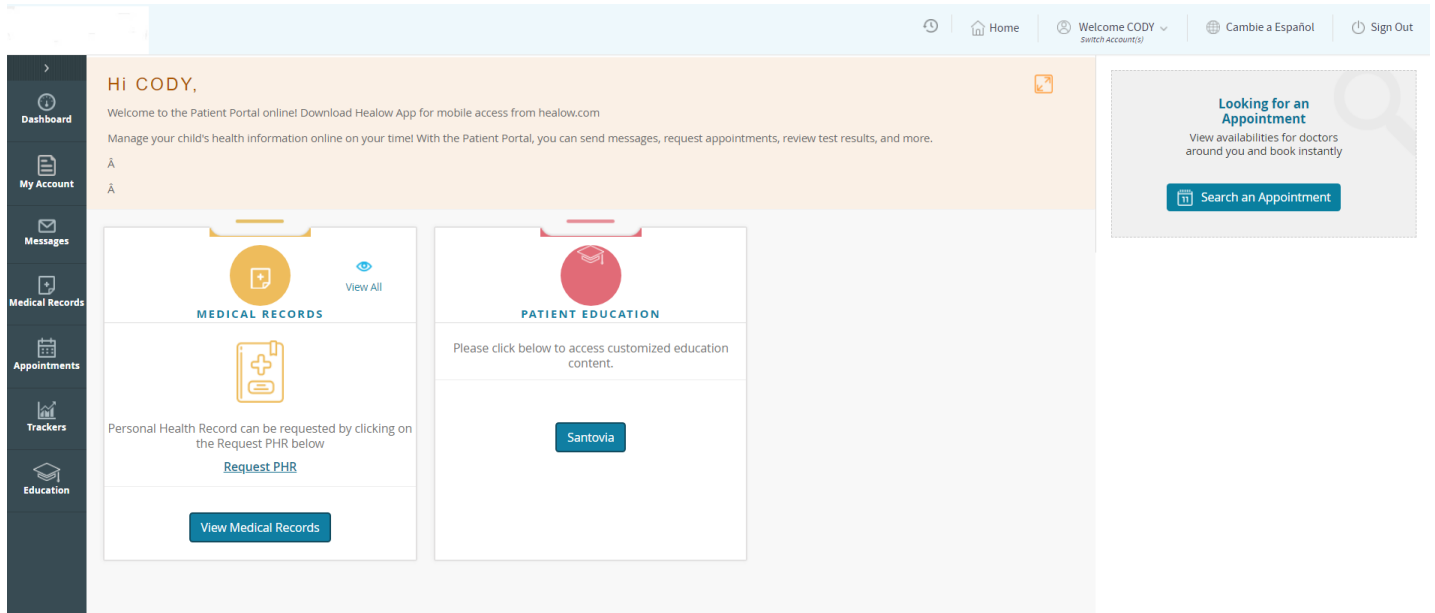 Home
Welcome CODY
Switch Account(s)
Cambie a Español
Sign Out
Dashboard
My Account
Messages
Medical Records
Appointments
Trackers
Education
Hi CODY,
Welcome to the Patient Portal online! Download Healow App for mobile access from healow.com
Manage your child's health information online on your time! With the Patient Portal, you can send messages, request appointments, review test results, and more.
Â
Â
View All
MEDICAL RECORDS
Personal Health Record can be requested by clicking on
the Request PHR below
Request PHR
View Medical Records
PATIENT EDUCATION
Please click below to access customized education
content.
Santovia
Looking for an
Appointment
View availabilities for doctors
around you and book instantly
11
Search an Appointment